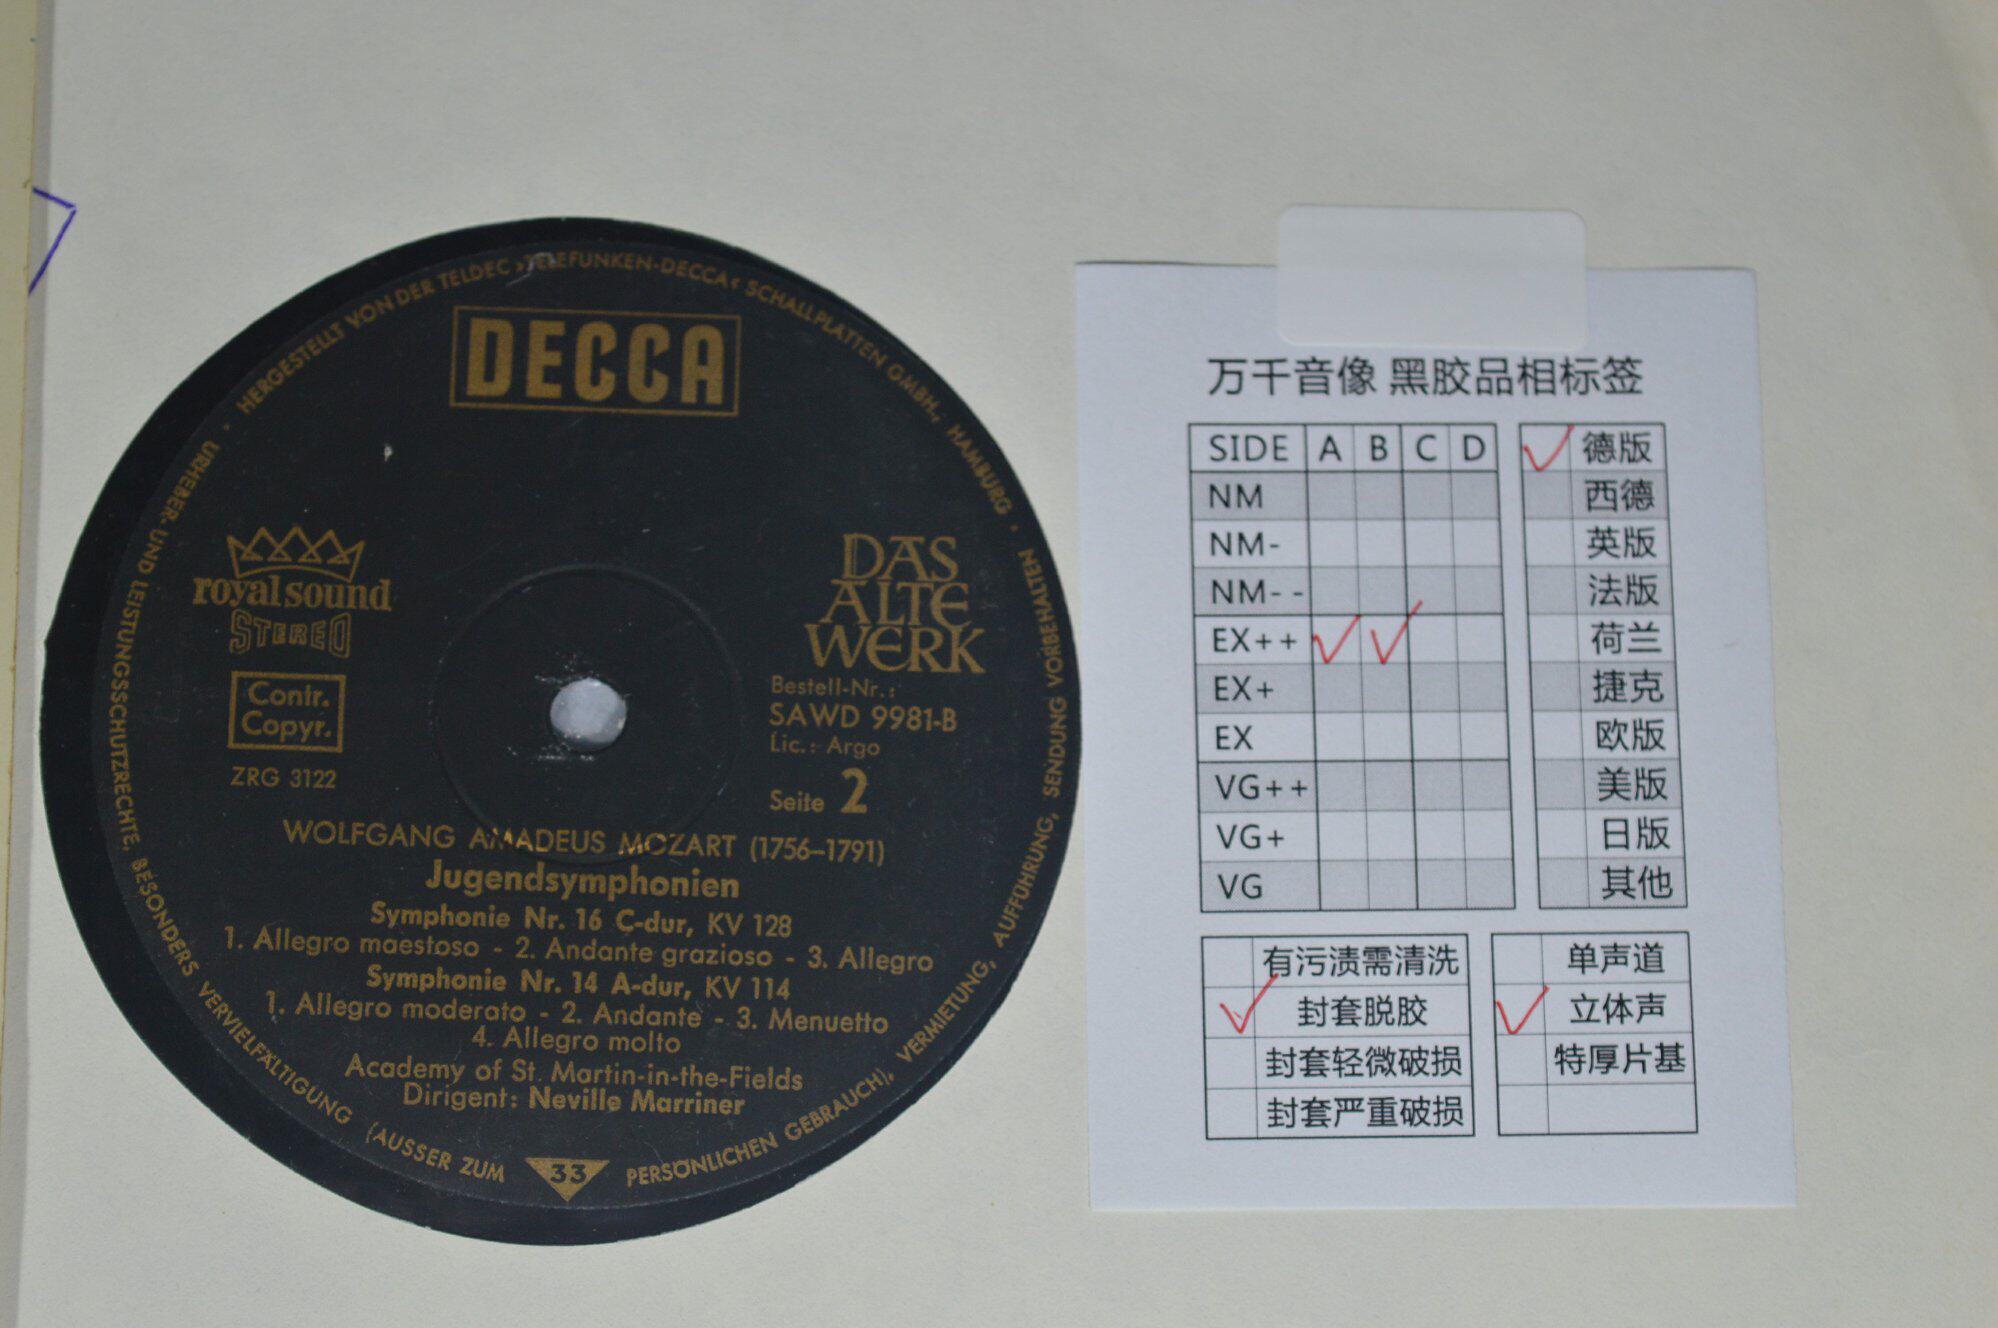 HERGESTELLT VON DER TELDEC »TELEFUNKEN-DECCA« SCHALLPLATTEN GMBH., HAMBURG · URHEBER- UND LEISTUNGSSCHUTZRECHTE, BESONDERS VERVIELFÄLTIGUNG (AUSSER ZUM PERSÖNLICHEN GEBRAUCH), VERMIETUNG, AUFFÜHRUNG, SENDUNG VORBEHALTEN
DECCA
royal sound
STEREO
DAS
ALTE
WERK
Contr.
Copyr.
ZRG 3122
Bestell-Nr.:
SAWD 9981-B
Lic.: Argo
Seite 2
WOLFGANG AMADEUS MOZART (1756–1791)
Jugendsymphonien
Symphonie Nr. 16 C-dur, KV 128
1. Allegro maestoso - 2. Andante grazioso - 3. Allegro
Symphonie Nr. 14 A-dur, KV 114
1. Allegro moderato - 2. Andante - 3. Menuetto
4. Allegro molto
Academy of St. Martin-in-the-Fields
Dirigent: Neville Marriner
33
万千音像 黑胶品相标签
SIDE A B C D
NM
NM-
NM--
EX++
EX+
EX
VG++
VG+
VG
德版
西德
英版
法版
荷兰
捷克
欧版
美版
日版
其他
有污渍需清洗
封套脱胶
封套轻微破损
封套严重破损
单声道
立体声
特厚片基